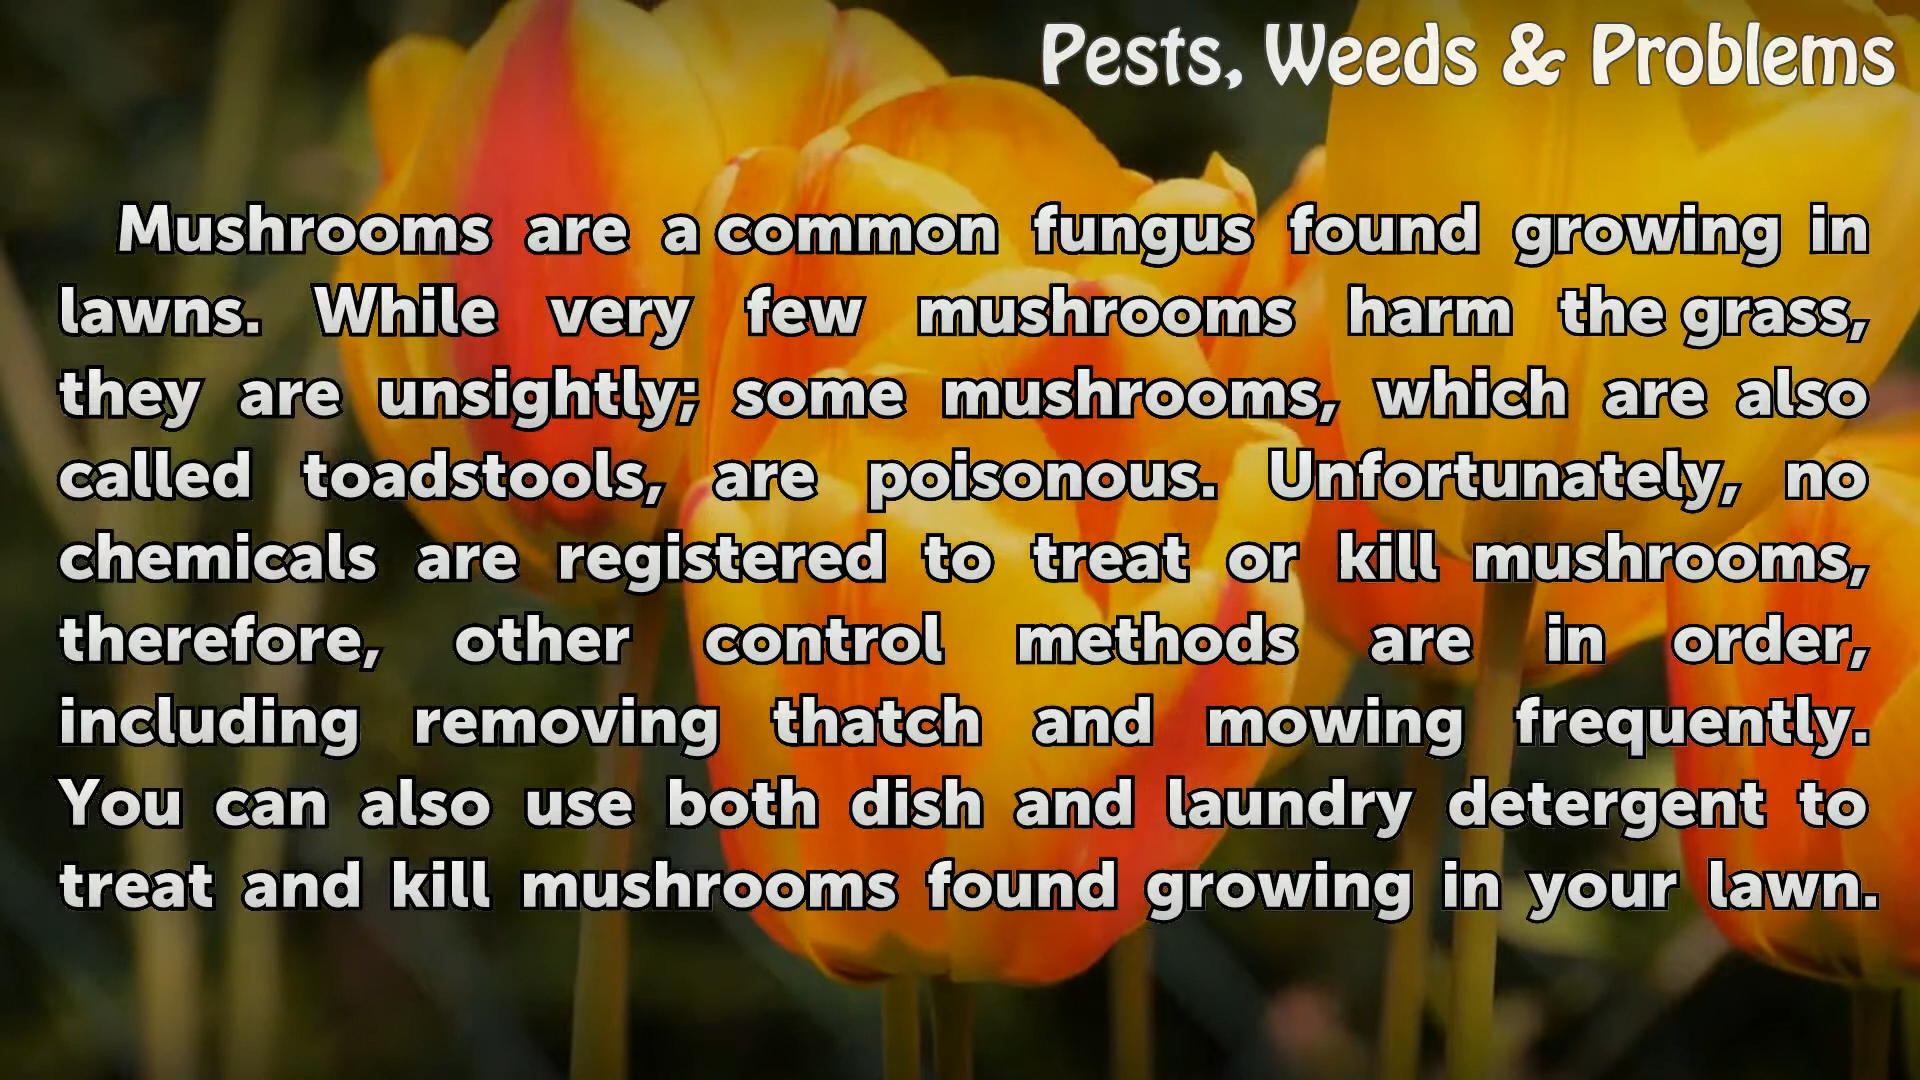 Pests, Weeds & Problems
Mushrooms are a common fungus found growing in
lawns. While very few mushrooms harm the grass,
they are unsightly; some mushrooms, which are also
called toadstools, are poisonous. Unfortunately, no
chemicals are registered to treat or kill mushrooms,
therefore, other control methods are in order,
including removing thatch and mowing frequently.
You can also use both dish and laundry detergent to
treat and kill mushrooms found growing in your lawn.